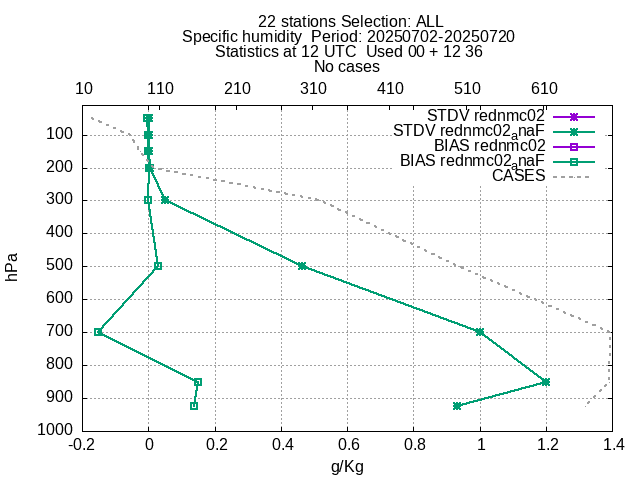 22 stations Selection: ALL
Specific humidity  Period: 20250702-20250720
Statistics at 12 UTC  Used 00 + 12 36
No cases
10 110 210 310 410 510 610
STDV rednmc02
STDV rednmc02_anaF
BIAS rednmc02
BIAS rednmc02_anaF
CASES
100
200
300
400
500
600
700
800
900
1000
hPa
-0.2 0 0.2 0.4 0.6 0.8 1 1.2 1.4
g/Kg